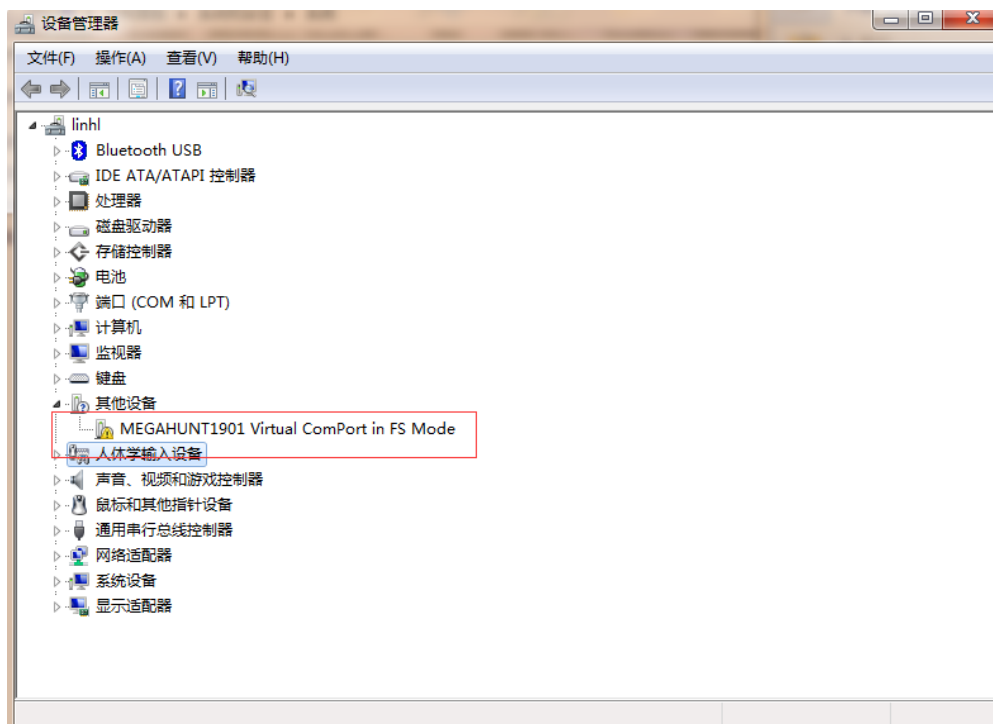 设备管理器
文件(F) 操作(A) 查看(V) 帮助(H)
linhl
Bluetooth USB
IDE ATA/ATAPI 控制器
处理器
磁盘驱动器
存储控制器
电池
端口 (COM 和 LPT)
计算机
监视器
键盘
其他设备
MEGAHUNT1901 Virtual ComPort in FS Mode
人体学输入设备
声音、视频和游戏控制器
鼠标和其他指针设备
通用串行总线控制器
网络适配器
系统设备
显示适配器